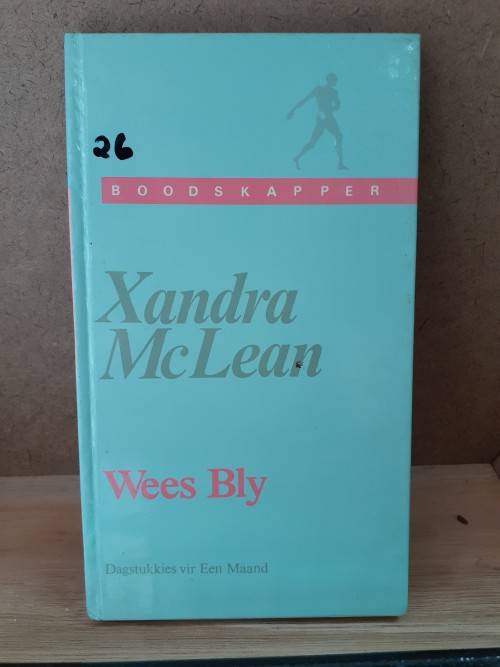 26
BOODSKAPPER
Xandra
McLean
Wees Bly
Dagstukkies vir Een Maand